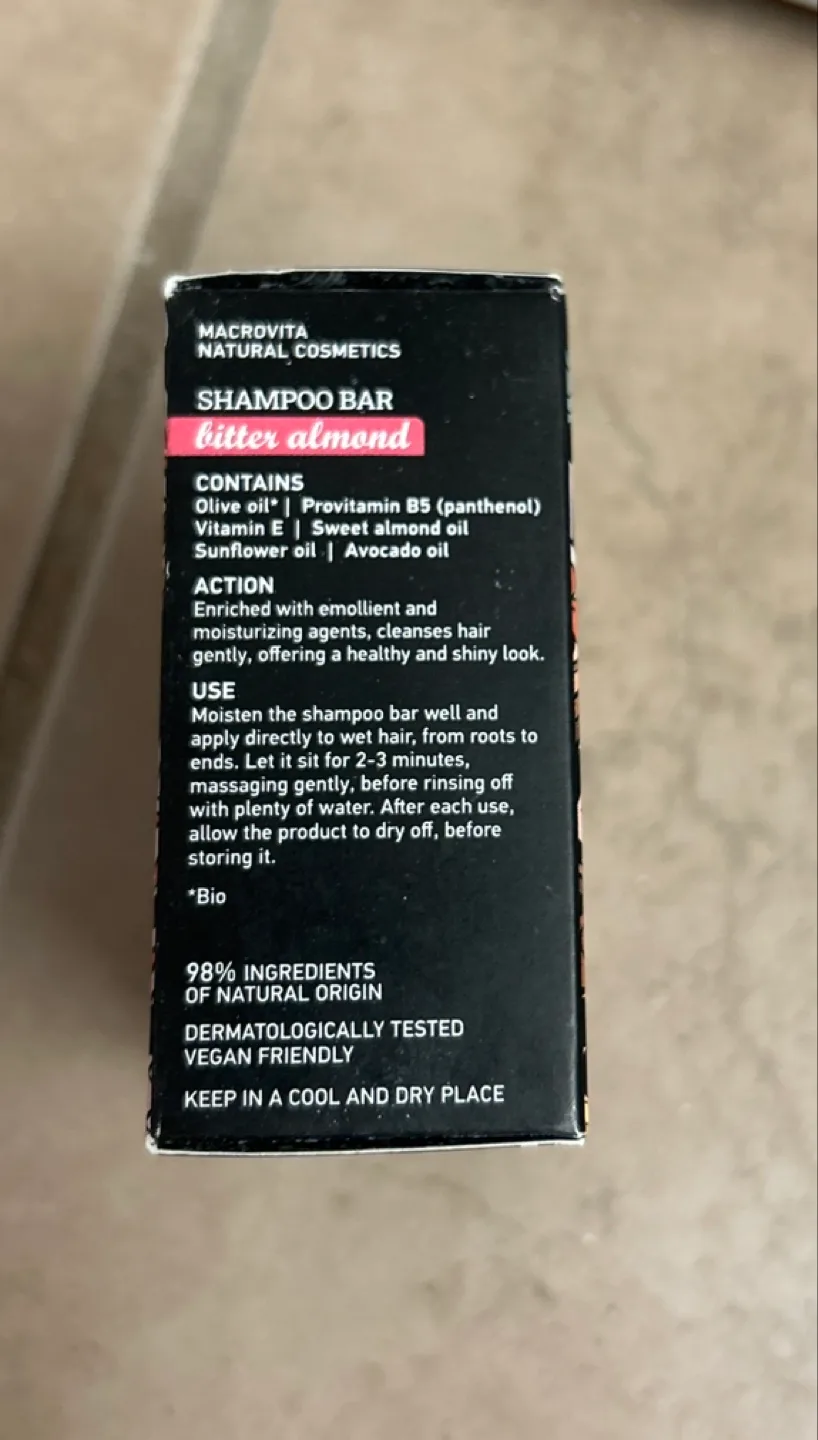 MACROVITA
NATURAL COSMETICS
SHAMPOO BAR
bitter almond
CONTAINS
Olive oil* | Provitamin B5 (panthenol)
Vitamin E | Sweet almond oil
Sunflower oil | Avocado oil
ACTION
Enriched with emollient and
moisturizing agents, cleanses hair
gently, offering a healthy and shiny look.
USE
Moisten the shampoo bar well and
apply directly to wet hair, from roots to
ends. Let it sit for 2-3 minutes,
massaging gently, before rinsing off
with plenty of water. After each use,
allow the product to dry off, before
storing it.
*Bio
98% INGREDIENTS
OF NATURAL ORIGIN
DERMATOLOGICALLY TESTED
VEGAN FRIENDLY
KEEP IN A COOL AND DRY PLACE